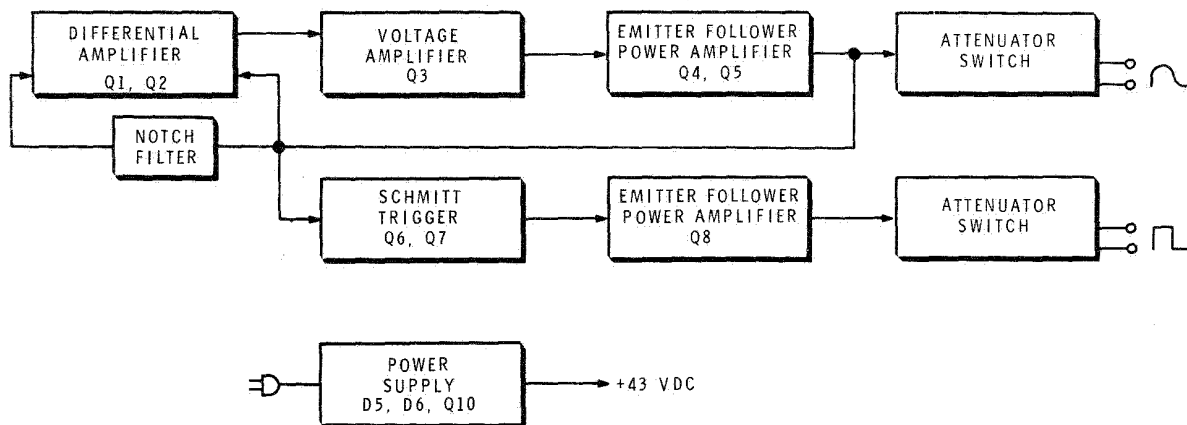 DIFFERENTIAL
AMPLIFIER
Q1, Q2
VOLTAGE
AMPLIFIER
Q3
EMITTER FOLLOWER
POWER AMPLIFIER
Q4, Q5
ATTENUATOR
SWITCH
NOTCH
FILTER
SCHMITT
TRIGGER
Q6, Q7
EMITTER FOLLOWER
POWER AMPLIFIER
Q8
ATTENUATOR
SWITCH
POWER
SUPPLY
D5, D6, Q10
+43 VDC